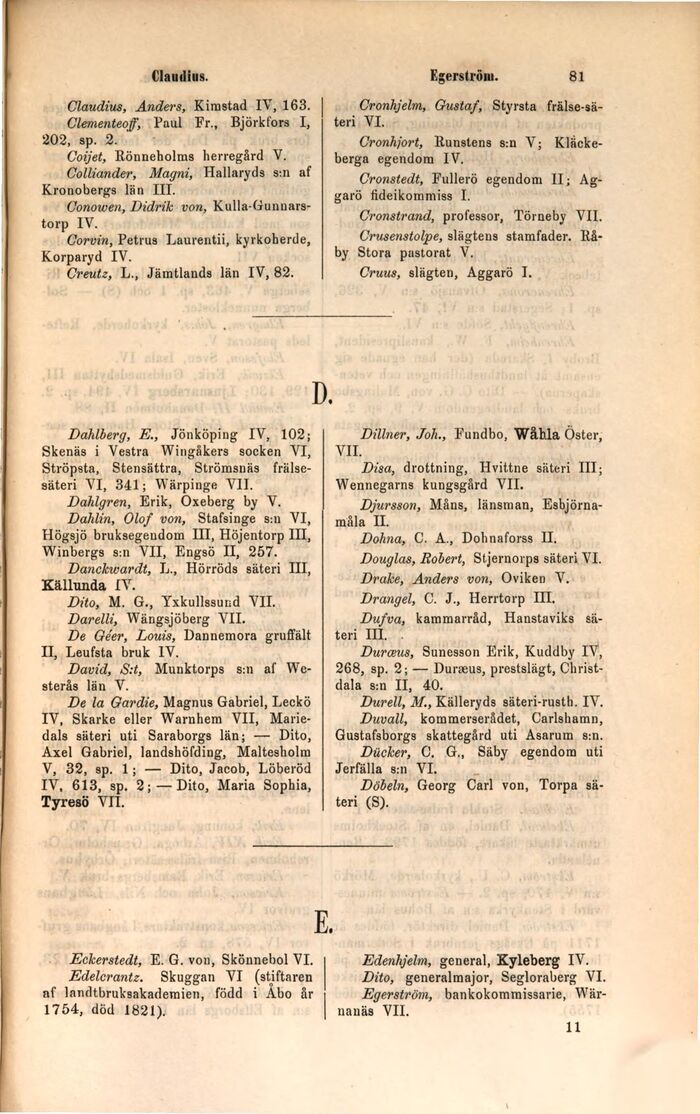 Claudius.
Egerström.
81
Claudius, Anders, Kimstad IV, 163.
Clementeoff, Paul Fr., Björkfors I,
202, sp. 2.
Coijet, Rönneholms herregård V.
Colliander, Magni, Hallaryds s:n af
Kronobergs län III.
Conowen, Didrik von, Kulla-Gunnars-
torp IV.
Corvin, Petrus Laurentii, kyrkoherde,
Korparyd IV.
Creutz, L., Jämtlands län IV, 82.
Cronhjelm, Gustaf, Styrsta frälse-sä-
teri VI.
Cronhjort, Runstens s:n V; Kläcke-
berga egendom IV.
Cronstedt, Fullerö egendom II; Ag-
garö fideikommiss I.
Cronstrand, professor, Törneby VII.
Crusenstolpe, slägtens stamfader. Rå-
by Stora pastorat V.
Cruus, slägten, Aggarö I.
D.
Dahlberg, E., Jönköping IV, 102;
Skenäs i Vestra Wingåkers socken VI,
Ströpsta, Stensättra, Strömsnäs frälse-
säteri VI, 341; Wärpinge VII.
Dahlgren, Erik, Oxeberg by V.
Dahlin, Olof von, Stafsinge s:n VI,
Högsjö bruksegendom III, Höjentorp III,
Winbergs s:n VII, Engsö II, 257.
Danckwardt, L., Hörröds säteri III,
Källunda IV.
Dito, M. G., Yxkullssund VII.
Darelli, Wängsjöberg VII.
De Géer, Louis, Dannemora gruffält
II, Leufsta bruk IV.
David, S:t, Munktorps s:n af We-
sterås län V.
De la Gardie, Magnus Gabriel, Leckö
IV, Skarke eller Warnhem VII, Marie-
dals säteri uti Saraborgs län; — Dito,
Axel Gabriel, landshöfding, Maltesholm
V, 32, sp. 1; — Dito, Jacob, Löberöd
IV, 613, sp. 2; — Dito, Maria Sophia,
Tyresö VII.
Dillner, Joh., Fundbo, Wåhla Öster,
VII.
Disa, drottning, Hvittne säteri III;
Wennegarns kungsgård VII.
Djursson, Måns, länsman, Esbjörna-
måla II.
Dohna, C. A., Dohnaforss II.
Douglas, Robert, Stjernorps säteri VI.
Drake, Anders von, Oviken V.
Drangel, C. J., Herrtorp III.
Dufva, kammarråd, Hanstaviks sä-
teri III.
Duræus, Sunesson Erik, Kuddby IV,
268, sp. 2; — Duræus, prestslägt, Christ-
dala s:n II, 40.
Durell, M., Källeryds säteri-rusth. IV.
Duvall, kommerserådet, Carlshamn,
Gustafsborgs skattegård uti Asarum s:n.
Dücker, C. G., Säby egendom uti
Jerfälla s:n VI.
Döbeln, Georg Carl von, Torpa sä-
teri (S).
E.
Eckerstedt, E. G. von, Skönnebol VI.
Edelcrantz. Skuggan VI (stiftaren
af landtbruksakademien, född i Åbo år
1754, död 1821).
Edenhjelm, general, Kyleberg IV.
Dito, generalmajor, Segloraberg VI.
Egerström, bankokommissarie, Wär-
nanäs VII.
11